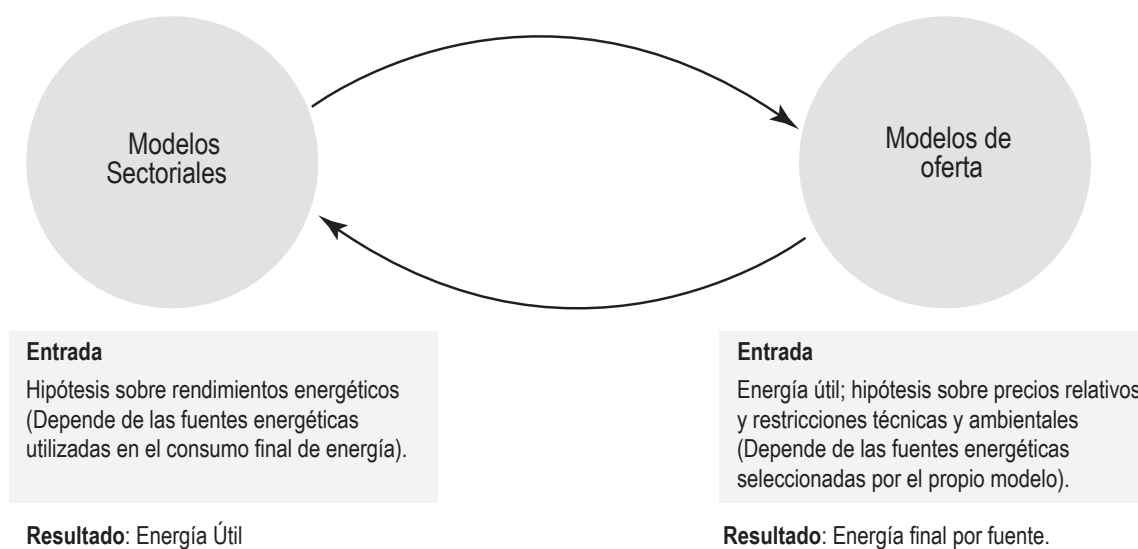 Modelos
Sectoriales
Modelos de
oferta
Entrada
Hipótesis sobre rendimientos energéticos
(Depende de las fuentes energéticas
utilizadas en el consumo final de energía).
Resultado: Energía Útil
Entrada
Energía útil; hipótesis sobre precios relativos
y restricciones técnicas y ambientales
(Depende de las fuentes energéticas
seleccionadas por el propio modelo).
Resultado: Energía final por fuente.